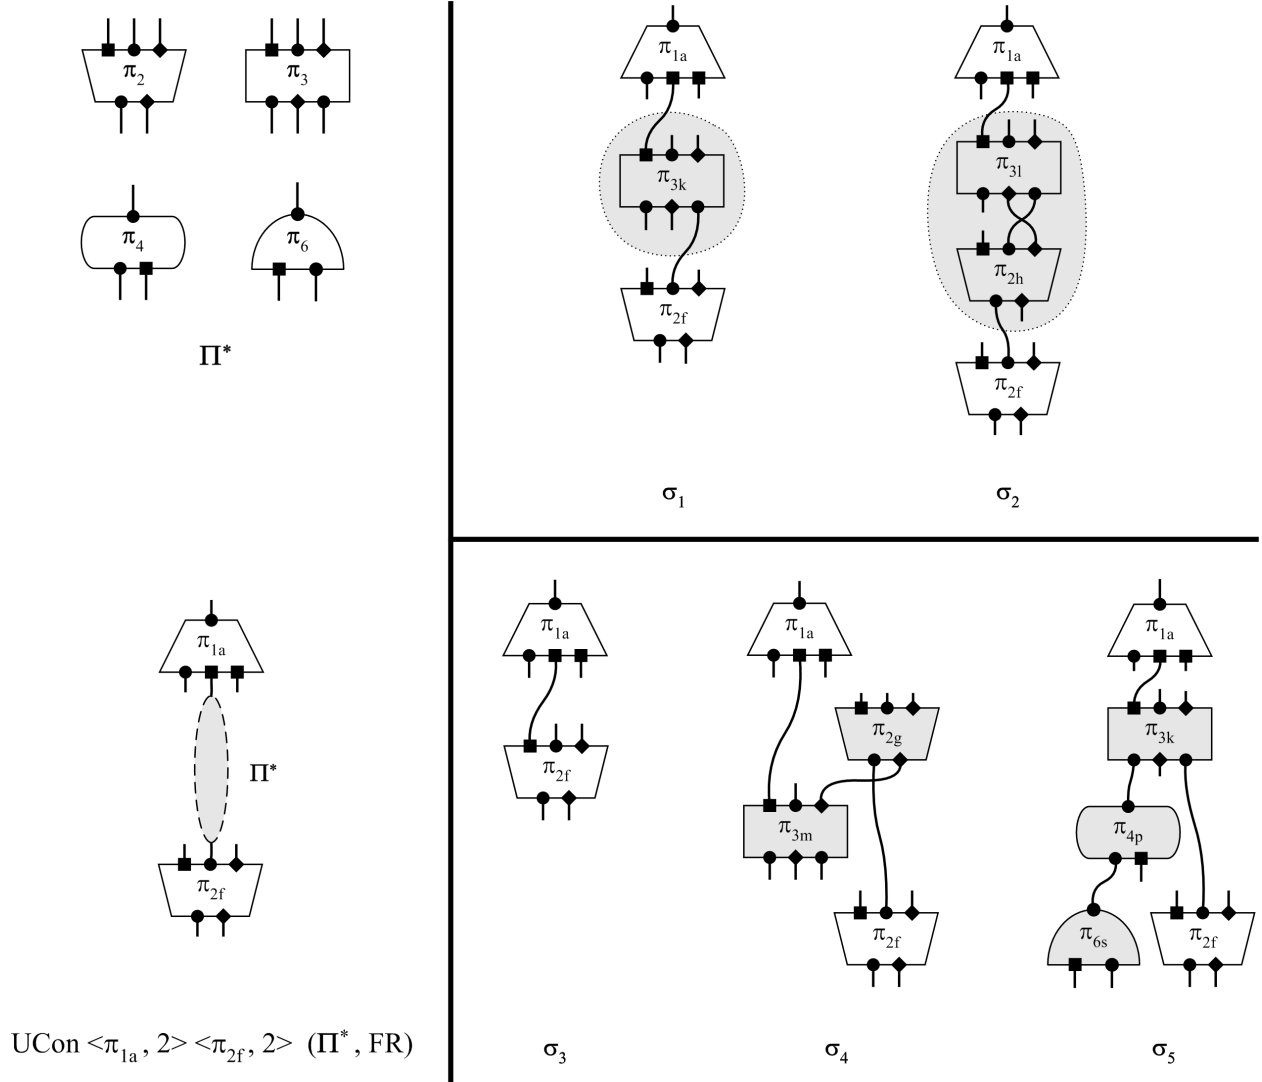 π2
π3
π4
π6
Π*
π1a
Π*
π2f
UCon <π1a, 2> <π2f, 2> (Π*, FR)
π1a
π3k
π2f
σ1
π1a
π3l
π2h
π2f
σ2
π1a
π2f
σ3
π1a
π2g
π3m
π2f
σ4
π1a
π3k
π4p
π6s
π2f
σ5